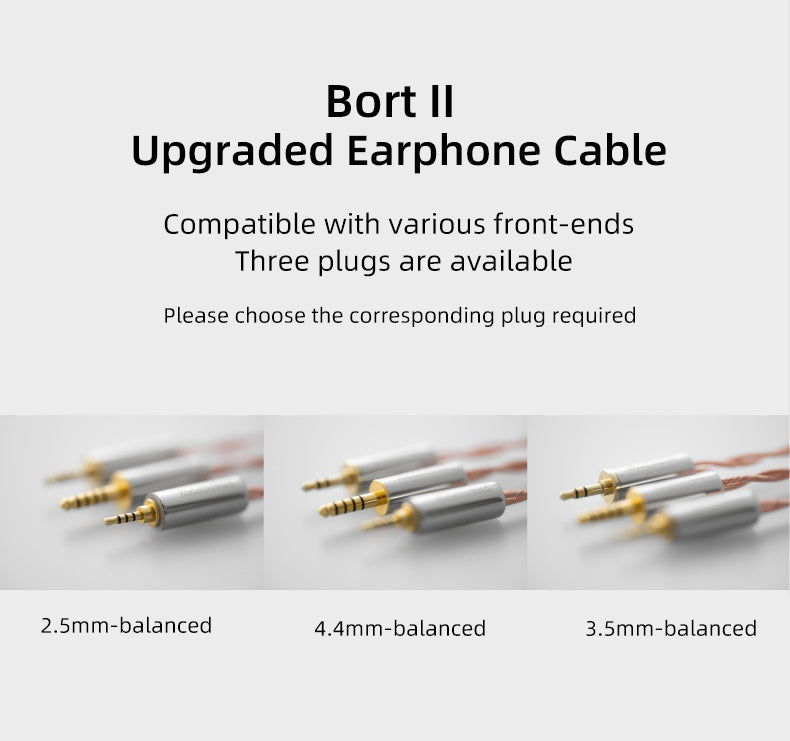 Bort II
Upgraded Earphone Cable
Compatible with various front-ends
Three plugs are available
Please choose the corresponding plug required
2.5mm-balanced
4.4mm-balanced
3.5mm-balanced